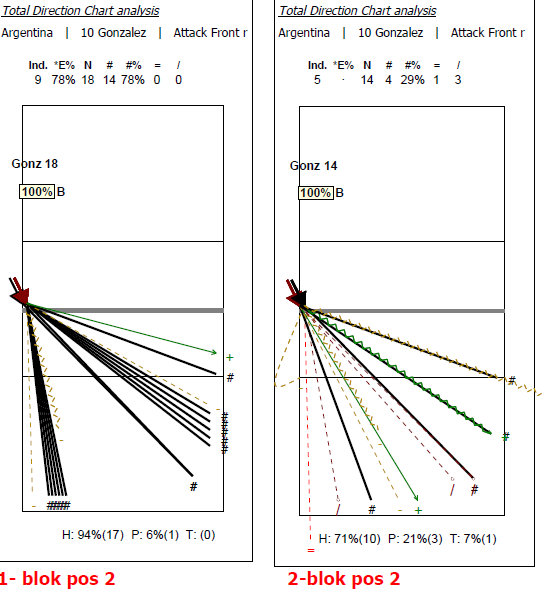 Total Direction Chart analysis
Argentina | 10 Gonzalez | Attack Front r
Ind. *E% N # #% = /
9 78% 18 14 78% 0 0
Gonz 18
100% B
+
#
-
#
#
#
#
#
-
#
- ####
H: 94%(17) P: 6%(1) T: (0)
1- blok pos 2
Total Direction Chart analysis
Argentina | 10 Gonzalez | Attack Front r
Ind. *E% N # #% = /
5 · 14 4 29% 1 3
Gonz 14
100% B
#
#
-
/ #
/ # - +
H: 71%(10) P: 21%(3) T: 7%(1)
=
2-blok pos 2